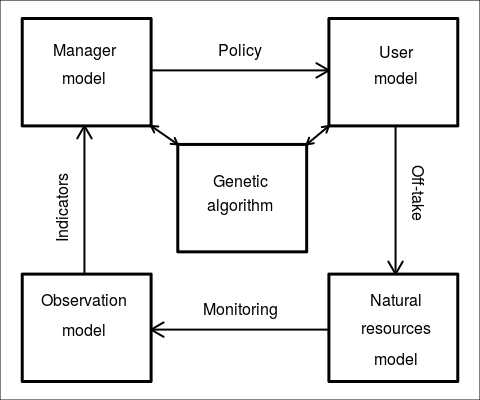 Manager
model
Policy
User
model
Genetic
algorithm
Indicators
Off-take
Observation
model
Monitoring
Natural
resources
model